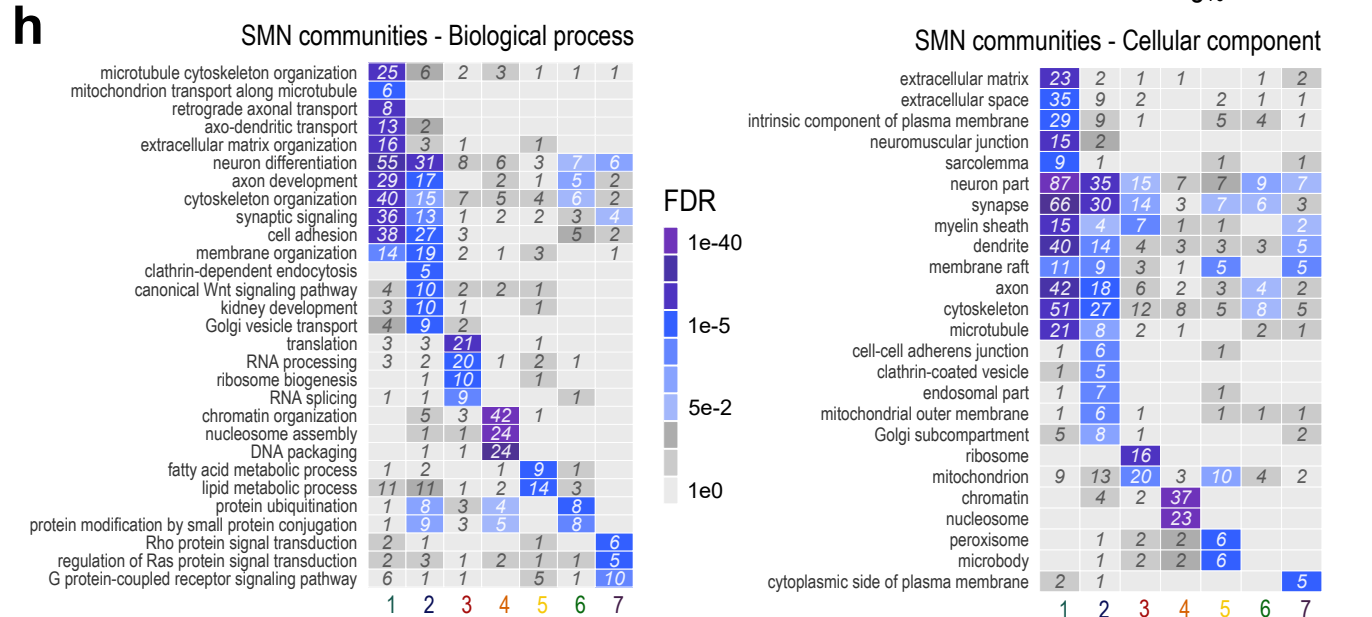 h
SMN communities - Biological process
microtubule cytoskeleton organization 25 6 2 3 1 1 1
mitochondrion transport along microtubule 6
retrograde axonal transport 8
axo-dendritic transport 13 2
extracellular matrix organization 16 3 1 1
neuron differentiation 55 31 8 6 3 7 6
axon development 29 17 2 1 5 2
cytoskeleton organization 40 15 7 5 4 6 2
synaptic signaling 36 13 1 2 2 3 4
cell adhesion 38 27 3 5 2
membrane organization 14 19 2 1 3 1
clathrin-dependent endocytosis 5
canonical Wnt signaling pathway 4 10 2 2 1
kidney development 3 10 1 1
Golgi vesicle transport 4 9 2
translation 3 3 21 1
RNA processing 3 2 20 1 2 1
ribosome biogenesis 1 10 1
RNA splicing 1 1 9 1
chromatin organization 5 3 42 1
nucleosome assembly 1 1 24
DNA packaging 1 1 24
fatty acid metabolic process 1 2 1 9 1
lipid metabolic process 11 11 1 2 14 3
protein ubiquitination 1 8 3 4 8
protein modification by small protein conjugation 1 9 3 5 8
Rho protein signal transduction 2 1 1 6
regulation of Ras protein signal transduction 2 3 1 2 1 1 5
G protein-coupled receptor signaling pathway 6 1 1 5 1 10
1 2 3 4 5 6 7
FDR
1e-40
1e-5
5e-2
1e0
SMN communities - Cellular component
extracellular matrix 23 2 1 1 1 2
extracellular space 35 9 2 2 1 1
intrinsic component of plasma membrane 29 9 1 5 4 1
neuromuscular junction 15 2
sarcolemma 9 1 1 1
neuron part 87 35 15 7 7 9 7
synapse 66 30 14 3 7 6 3
myelin sheath 15 4 7 1 1 2
dendrite 40 14 4 3 3 3 5
membrane raft 11 9 3 1 5 5
axon 42 18 6 2 3 4 2
cytoskeleton 51 27 12 8 5 8 5
microtubule 21 8 2 1 2 1
cell-cell adherens junction 1 6 1
clathrin-coated vesicle 1 5
endosomal part 1 7 1
mitochondrial outer membrane 1 6 1 1 1 1
Golgi subcompartment 5 8 1 2
ribosome 16
mitochondrion 9 13 20 3 10 4 2
chromatin 4 2 37
nucleosome 23
peroxisome 1 2 2 6
microbody 1 2 2 6
cytoplasmic side of plasma membrane 2 1 5
1 2 3 4 5 6 7